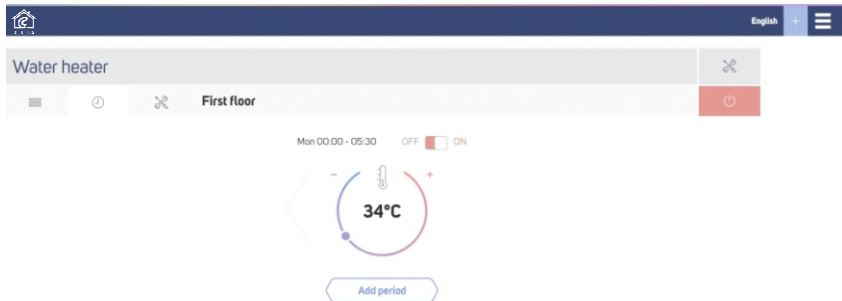 English +
Water heater
First floor
Mon 00:00 - 05:30 OFF ON
- +
34°C
Add period